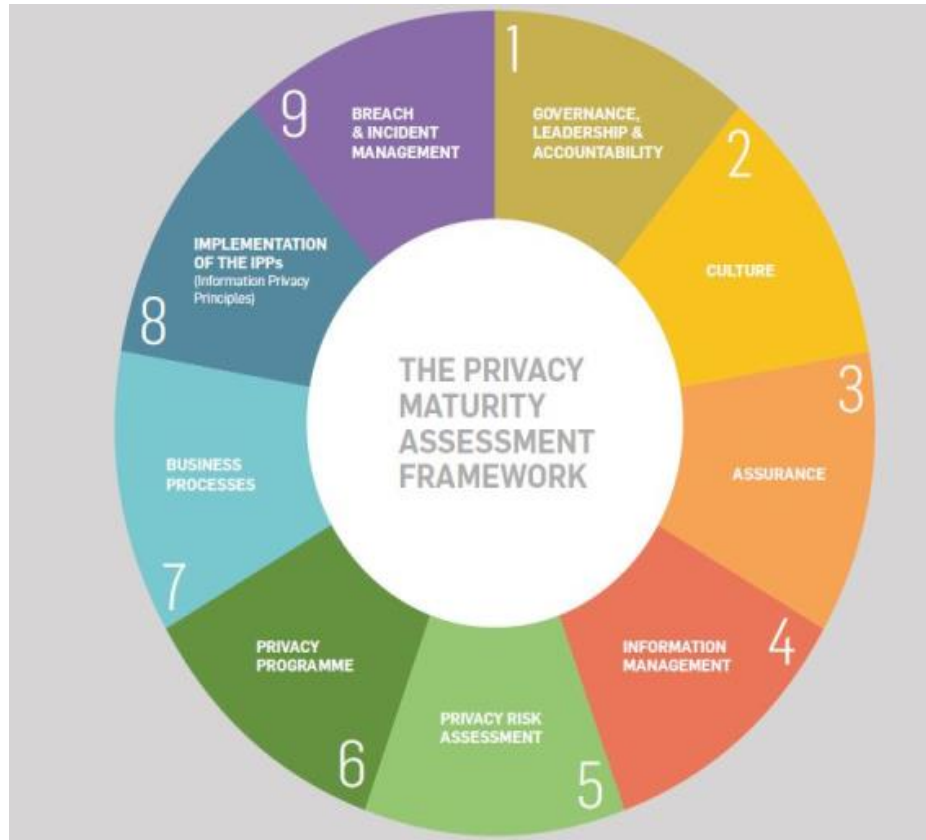 1
GOVERNANCE,
LEADERSHIP &
ACCOUNTABILITY
2
CULTURE
3
ASSURANCE
4
INFORMATION
MANAGEMENT
5
PRIVACY RISK
ASSESSMENT
6
PRIVACY
PROGRAMME
7
BUSINESS
PROCESSES
8
IMPLEMENTATION
OF THE IPPs
(Information Privacy
Principles)
9
BREACH
& INCIDENT
MANAGEMENT
THE PRIVACY
MATURITY
ASSESSMENT
FRAMEWORK